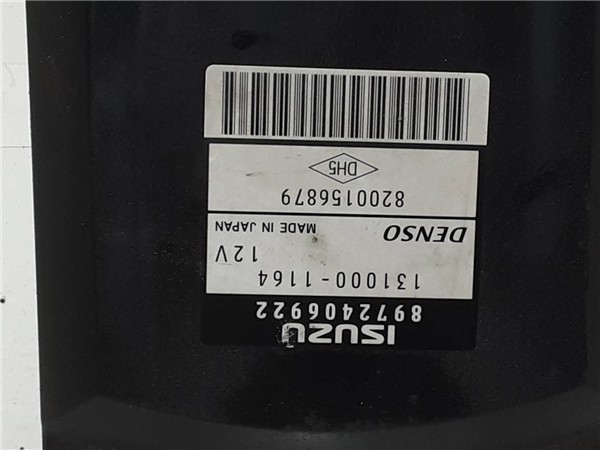 ISUZU
8972406922
131000-1164
12V
DENSO MADE IN JAPAN
8200156879
DH5